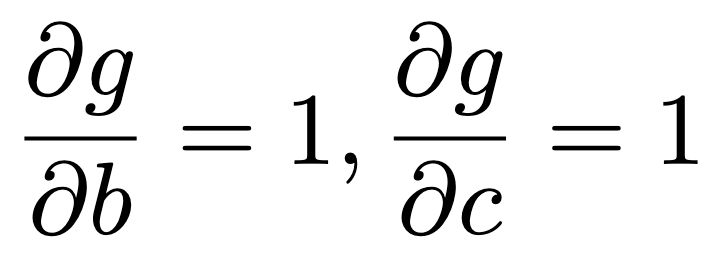 ∂g/∂b = 1, ∂g/∂c = 1